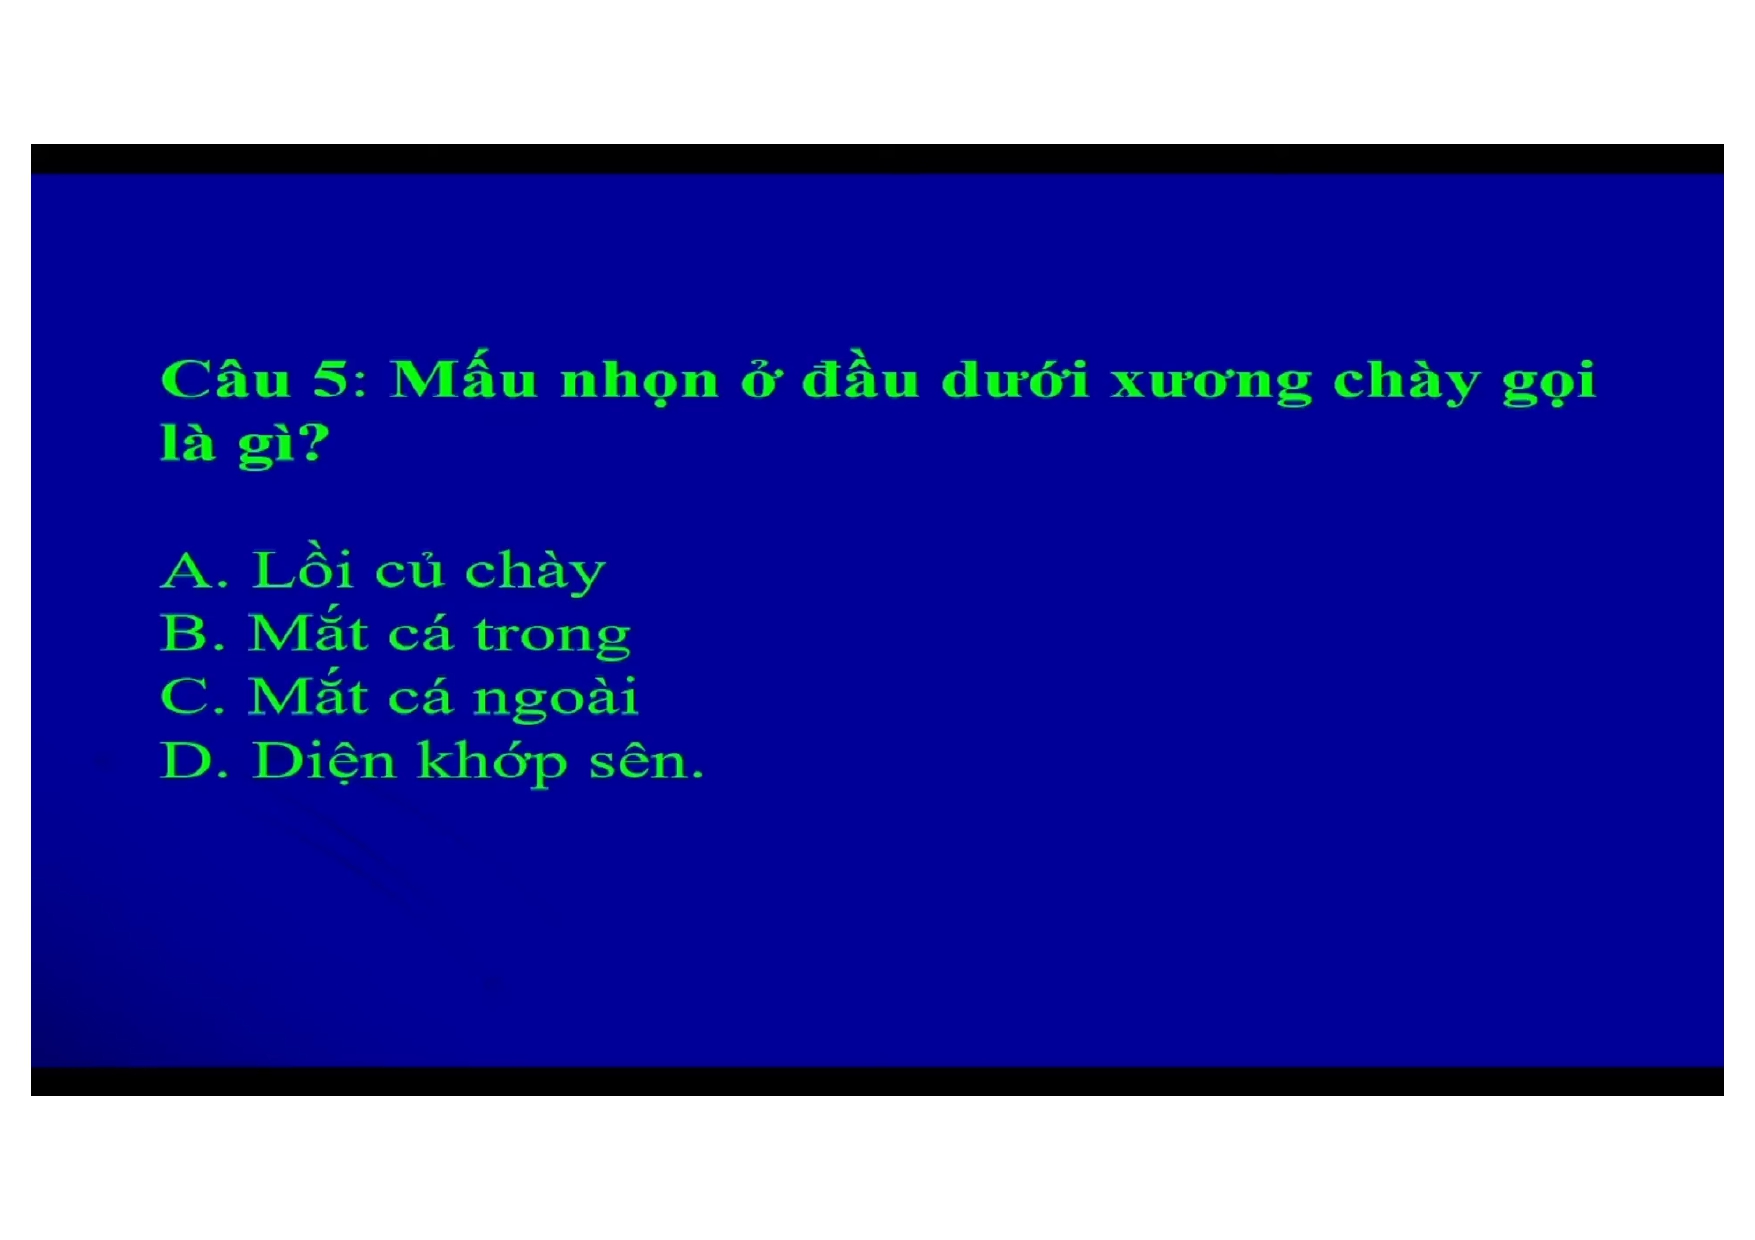 Câu 5: Mấu nhọn ở đầu dưới xương chày gọi
là gì?
A. Lồi củ chày
B. Mắt cá trong
C. Mắt cá ngoài
D. Diện khớp sên.